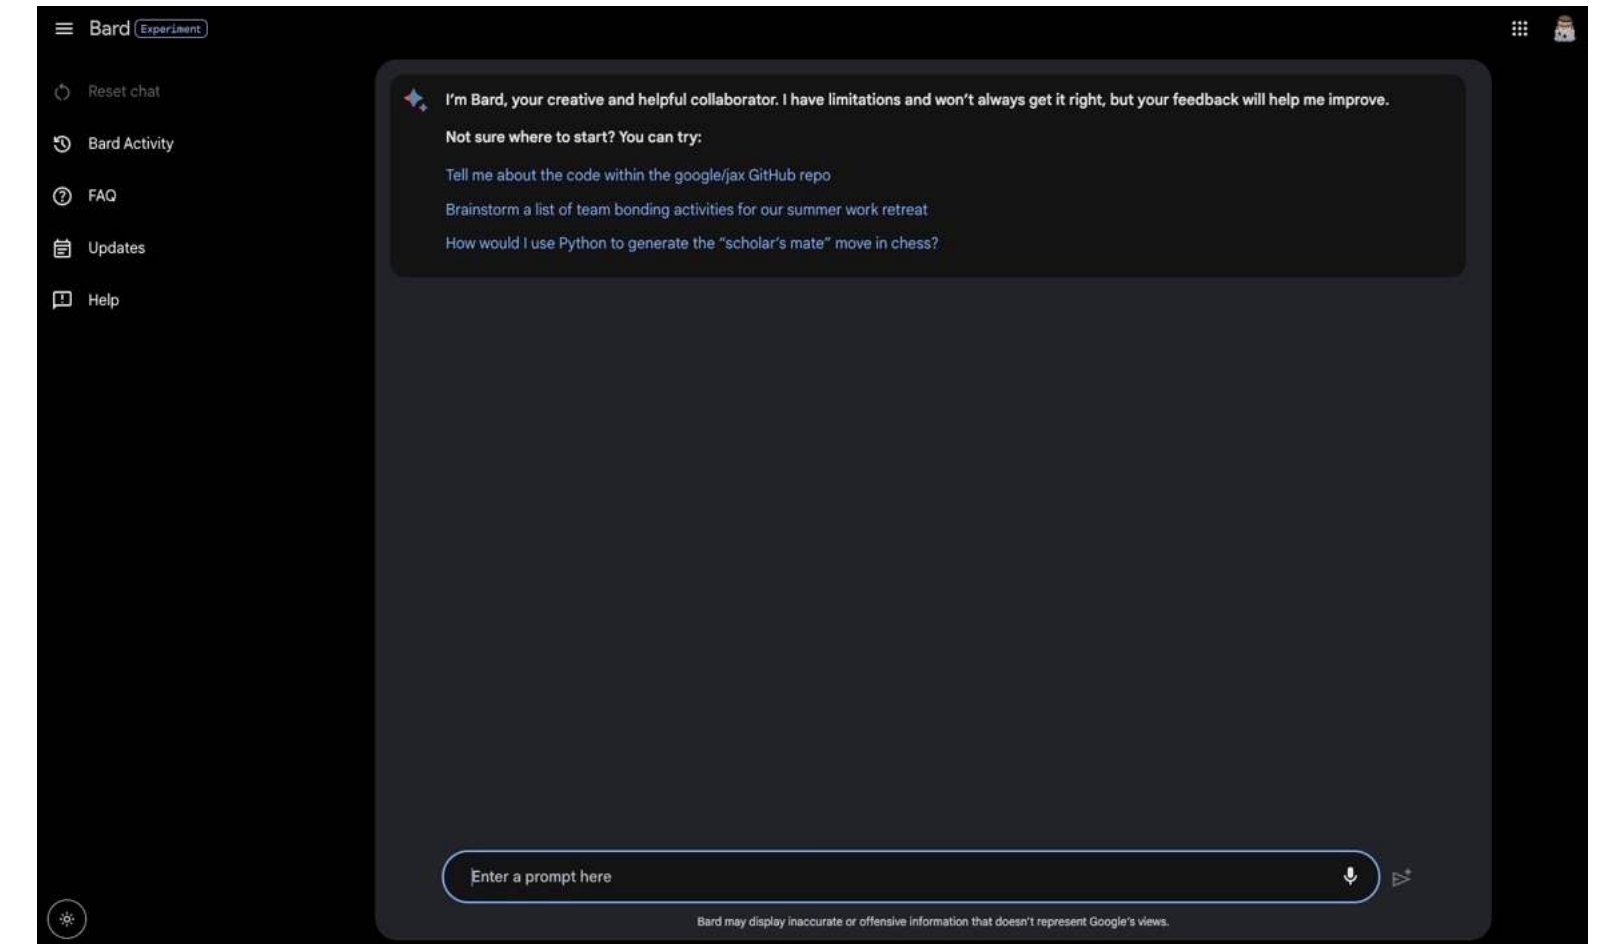 Bard Experiment
Reset chat
Bard Activity
FAQ
Updates
Help
I'm Bard, your creative and helpful collaborator. I have limitations and won't always get it right, but your feedback will help me improve.
Not sure where to start? You can try:
Tell me about the code within the google/jax GitHub repo
Brainstorm a list of team bonding activities for our summer work retreat
How would I use Python to generate the “scholar's mate” move in chess?
Enter a prompt here
Bard may display inaccurate or offensive information that doesn't represent Google's views.